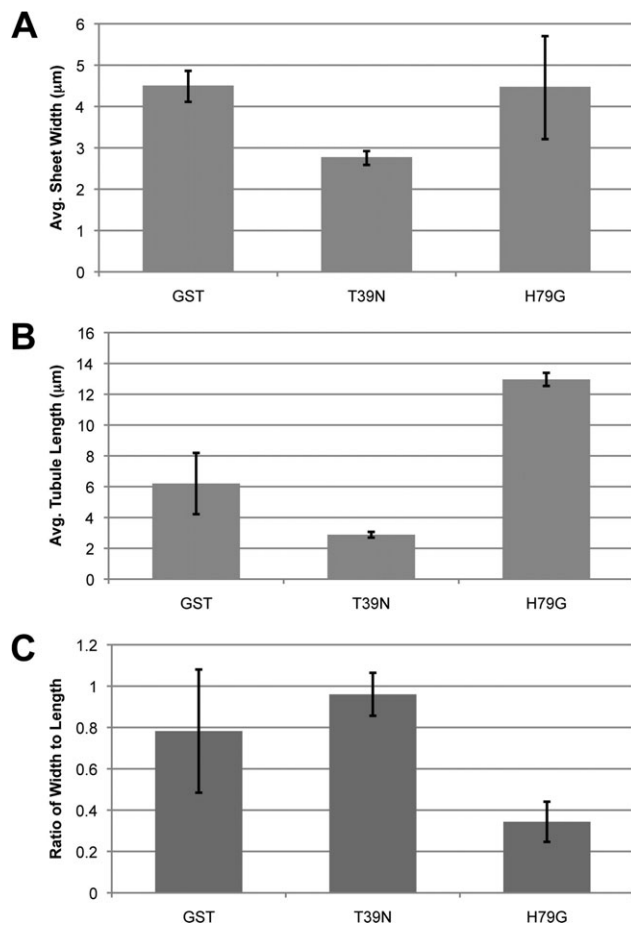 A
Avg. Sheet Width (μm)
6
5
4
3
2
1
0
GST T39N H79G
B
Avg. Tubule Length (μm)
16
14
12
10
8
6
4
2
0
GST T39N H79G
C
Ratio of Width to Length
1.2
1
0.8
0.6
0.4
0.2
0
GST T39N H79G